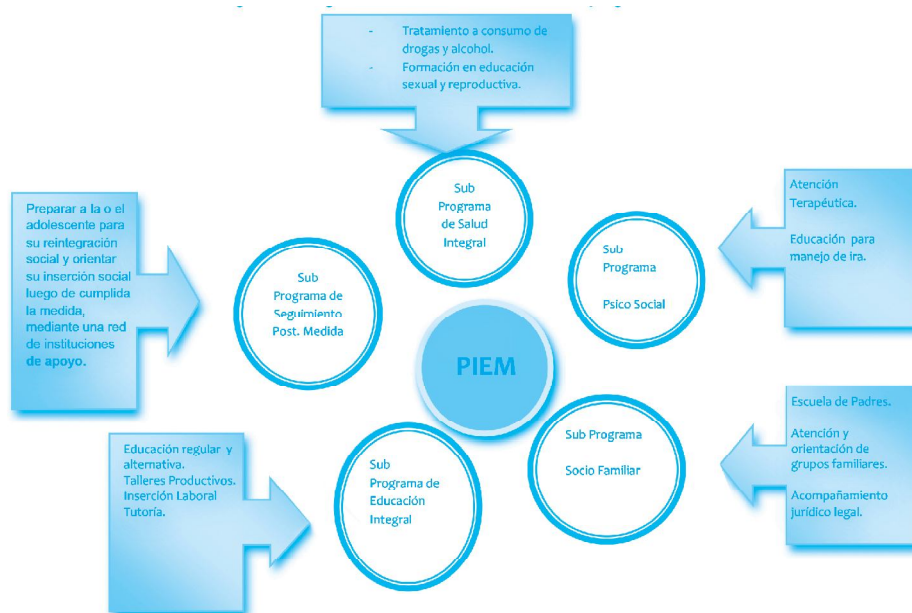 - Tratamiento a consumo de
drogas y alcohol.
- Formación en educación
sexual y reproductiva.
Sub
Programa
de Salud
Integral
Atención
Terapéutica.
Educación para
manejo de ira.
Sub
Programa
Psico Social
Preparar a la o el
adolescente para
su reintegración
social y orientar
su inserción social
luego de cumplida
la medida,
mediante una red
de instituciones
de apoyo.
Sub
Programa de
Seguimiento
Post. Medida
PIEM
Escuela de Padres.
Atención y
orientación de
grupos familiares.
Acompañamiento
jurídico legal.
Sub Programa
Socio Familiar
Educación regular y
alternativa.
Talleres Productivos.
Inserción Laboral
Tutoría.
Sub
Programa de
Educación
Integral